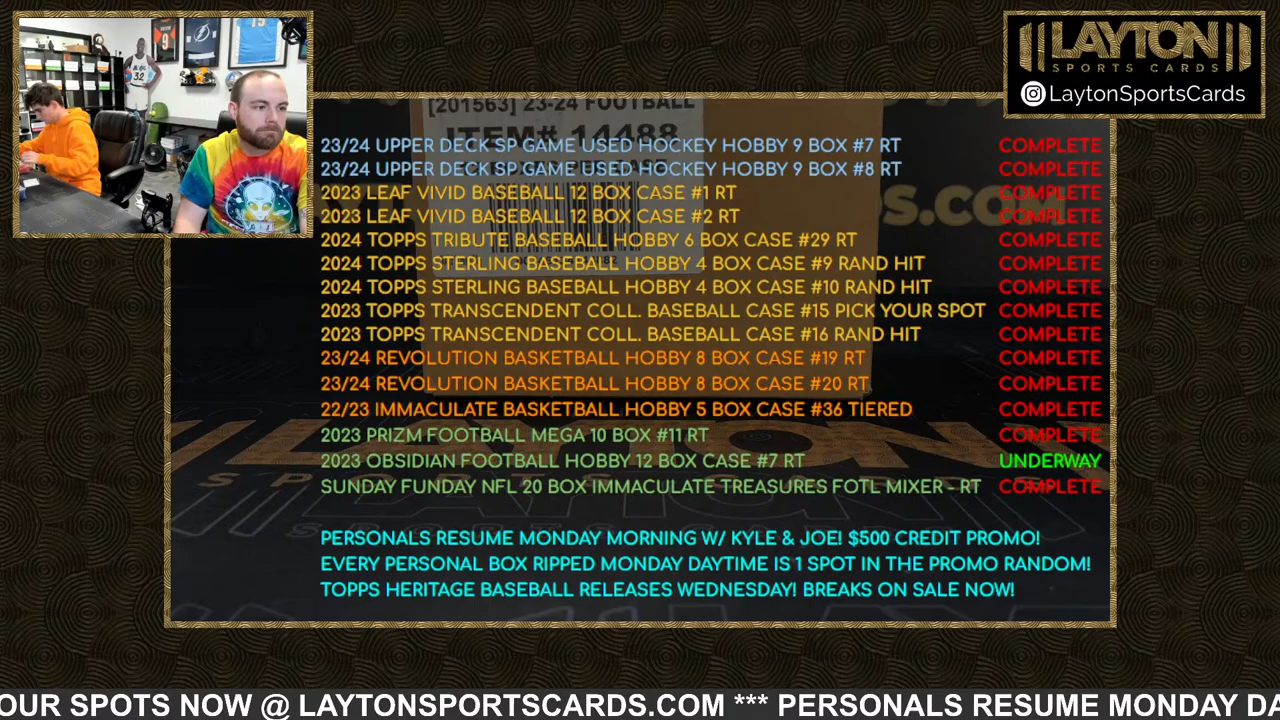 LAYTON
SPORTS CARDS
LaytonSportsCards
[201563] 23-24 FOOTBALL
ITEM# 14488
23/24 UPPER DECK SP GAME USED HOCKEY HOBBY 9 BOX #7 RT COMPLETE
23/24 UPPER DECK SP GAME USED HOCKEY HOBBY 9 BOX #8 RT COMPLETE
2023 LEAF VIVID BASEBALL 12 BOX CASE #1 RT COMPLETE
2023 LEAF VIVID BASEBALL 12 BOX CASE #2 RT COMPLETE
2024 TOPPS TRIBUTE BASEBALL HOBBY 6 BOX CASE #29 RT COMPLETE
2024 TOPPS STERLING BASEBALL HOBBY 4 BOX CASE #9 RAND HIT COMPLETE
2024 TOPPS STERLING BASEBALL HOBBY 4 BOX CASE #10 RAND HIT COMPLETE
2023 TOPPS TRANSCENDENT COLL. BASEBALL CASE #15 PICK YOUR SPOT COMPLETE
2023 TOPPS TRANSCENDENT COLL. BASEBALL CASE #16 RAND HIT COMPLETE
23/24 REVOLUTION BASKETBALL HOBBY 8 BOX CASE #19 RT COMPLETE
23/24 REVOLUTION BASKETBALL HOBBY 8 BOX CASE #20 RT COMPLETE
22/23 IMMACULATE BASKETBALL HOBBY 5 BOX CASE #36 TIERED COMPLETE
2023 PRIZM FOOTBALL MEGA 10 BOX #11 RT COMPLETE
2023 OBSIDIAN FOOTBALL HOBBY 12 BOX CASE #7 RT UNDERWAY
SUNDAY FUNDAY NFL 20 BOX IMMACULATE TREASURES FOTL MIXER - RT COMPLETE
PERSONALS RESUME MONDAY MORNING W/ KYLE & JOE! $500 CREDIT PROMO!
EVERY PERSONAL BOX RIPPED MONDAY DAYTIME IS 1 SPOT IN THE PROMO RANDOM!
TOPPS HERITAGE BASEBALL RELEASES WEDNESDAY! BREAKS ON SALE NOW!
OUR SPOTS NOW @ LAYTONSPORTSCARDS.COM *** PERSONALS RESUME MONDAY DA